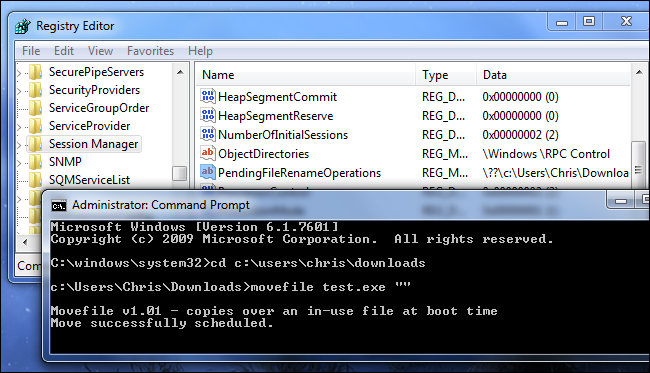 Registry Editor
File Edit View Favorites Help
SecurePipeServers
SecurityProviders
ServiceGroupOrder
ServiceProvider
Session Manager
SNMP
SQMServiceList
Name Type Data
HeapSegmentCommit REG_D... 0x00000000 (0)
HeapSegmentReserve REG_D... 0x00000000 (0)
NumberOfInitialSessions REG_D... 0x00000002 (2)
ObjectDirectories REG_M... \Windows \RPC Control
PendingFileRenameOperations REG_M... \??\c:\Users\Chris\Downloa
Com
Administrator: Command Prompt
Microsoft Windows [Version 6.1.7601]
Copyright (c) 2009 Microsoft Corporation. All rights reserved.
C:\windows\system32>cd c:\users\chris\downloads
c:\Users\Chris\Downloads>movefile test.exe ""
Movefile v1.01 - copies over an in-use file at boot time
Move successfully scheduled.